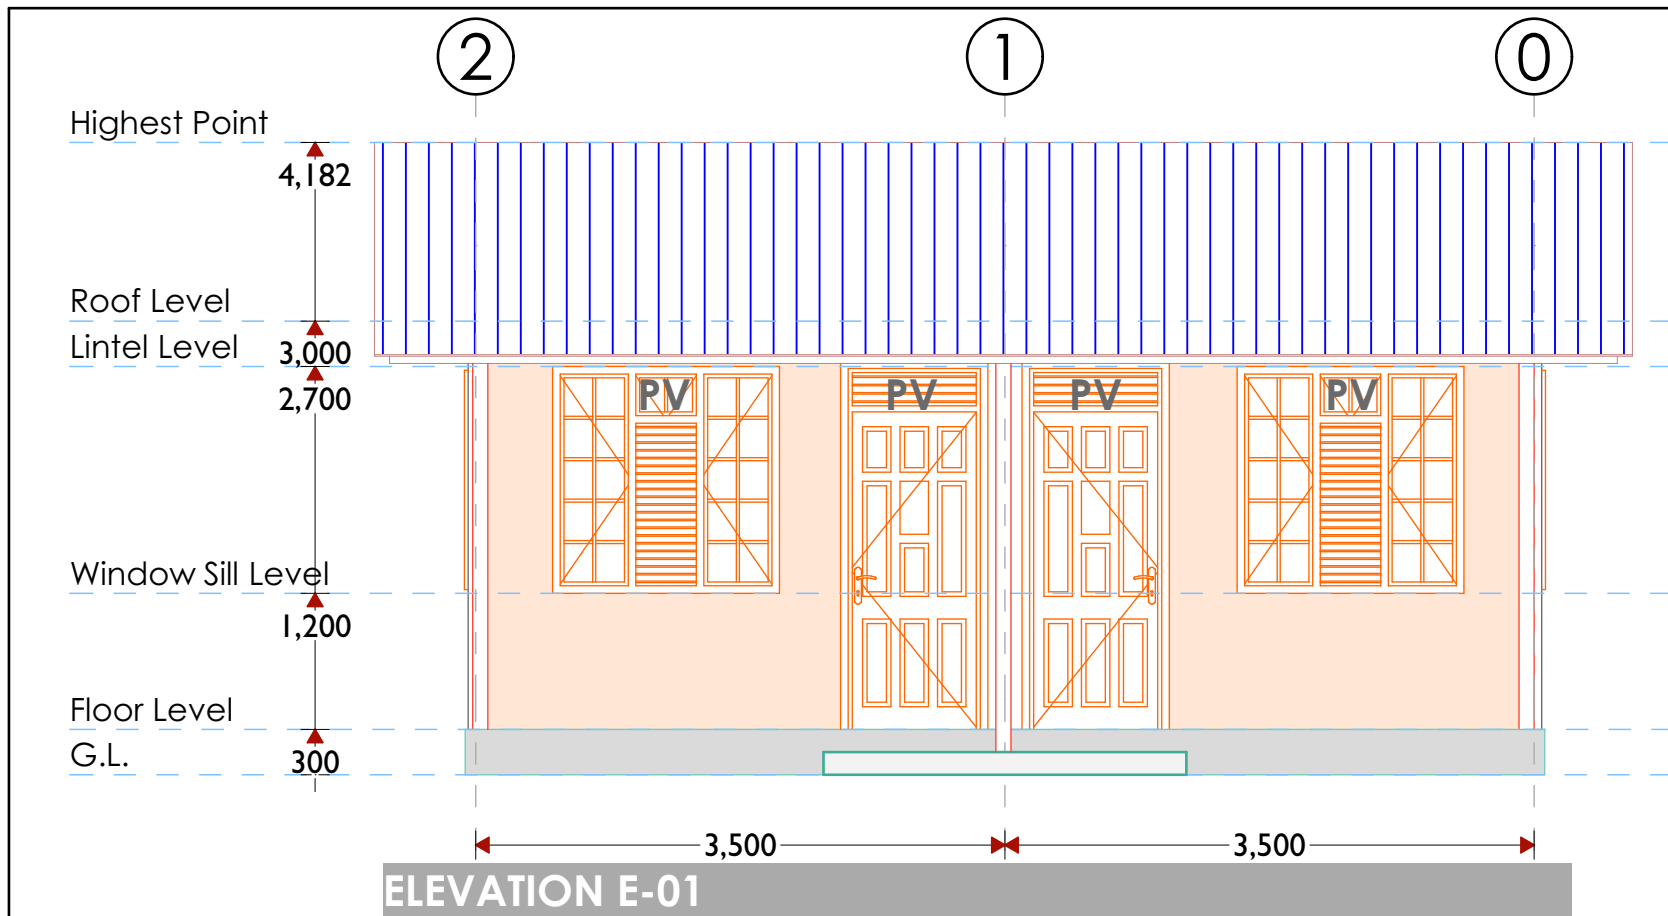 2 1 0
Highest Point
4,182
Roof Level
Lintel Level 3,000
2,700
PV PV PV PV
Window Sill Level
1,200
Floor Level
G.L.
300
3,500 3,500
ELEVATION E-01